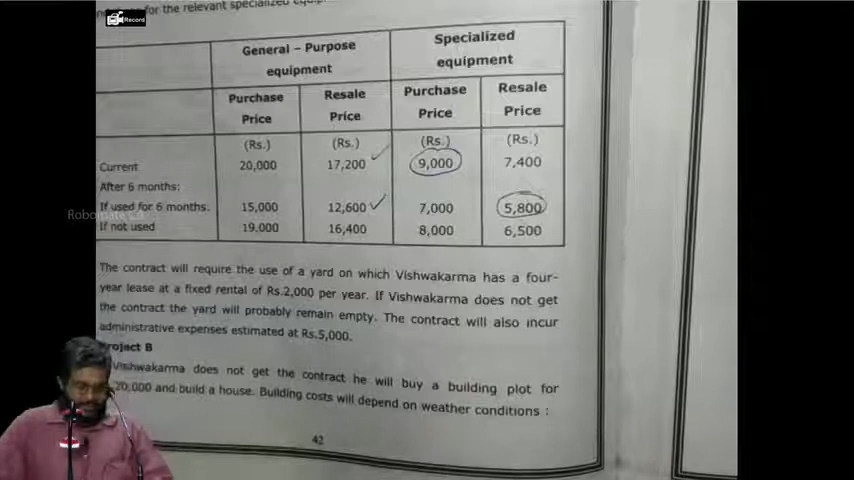 for the relevant specialized
Record
General – Purpose equipment
Specialized equipment
Purchase Price
Resale Price
Purchase Price
Resale Price
(Rs.) (Rs.) (Rs.) (Rs.)
Current 20,000 17,200 9,000 7,400
After 6 months:
If used for 6 months. 15,000 12,600 7,000 5,800
If not used 19,000 16,400 8,000 6,500
Robomate
The contract will require the use of a yard on which Vishwakarma has a four-
year lease at a fixed rental of Rs.2,000 per year. If Vishwakarma does not get
the contract the yard will probably remain empty. The contract will also incur
administrative expenses estimated at Rs.5,000.
Project B
Vishwakarma does not get the contract he will buy a building plot for
20,000 and build a house. Building costs will depend on weather conditions :
42